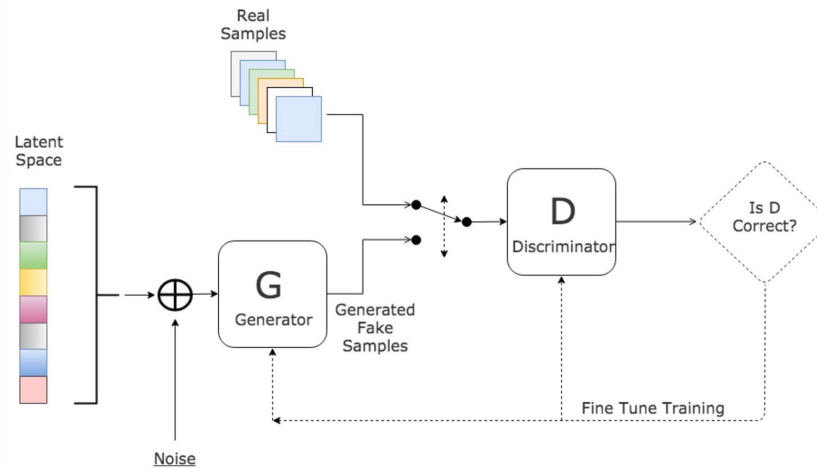 Real
Samples
Latent
Space
Is D
Correct?
D
Discriminator
G
Generator
Generated
Fake
Samples
Fine Tune Training
Noise